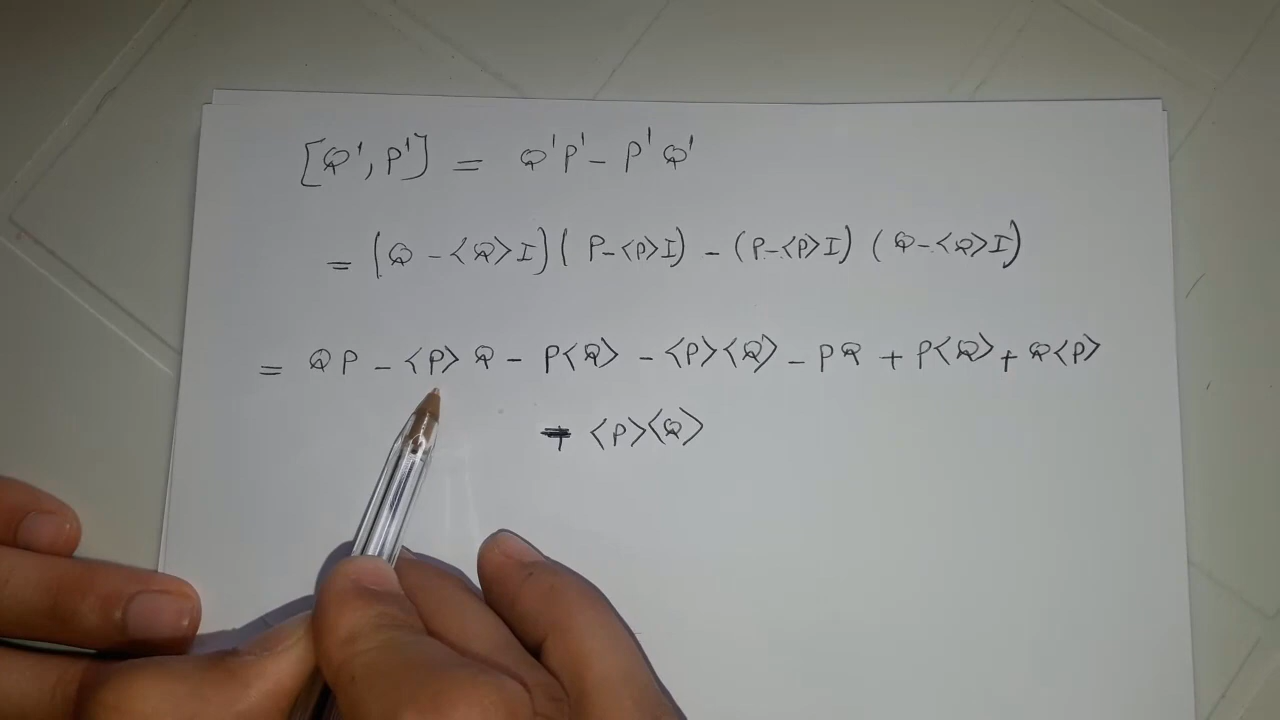 [Q', P'] = Q'P' - P'Q'
= (Q - <Q>I)(P - <P>I) - (P - <P>I)(Q - <Q>I)
= QP - <P>Q - P<Q> - <P><Q> - PQ + P<Q> + Q<P>
+ <P><Q>